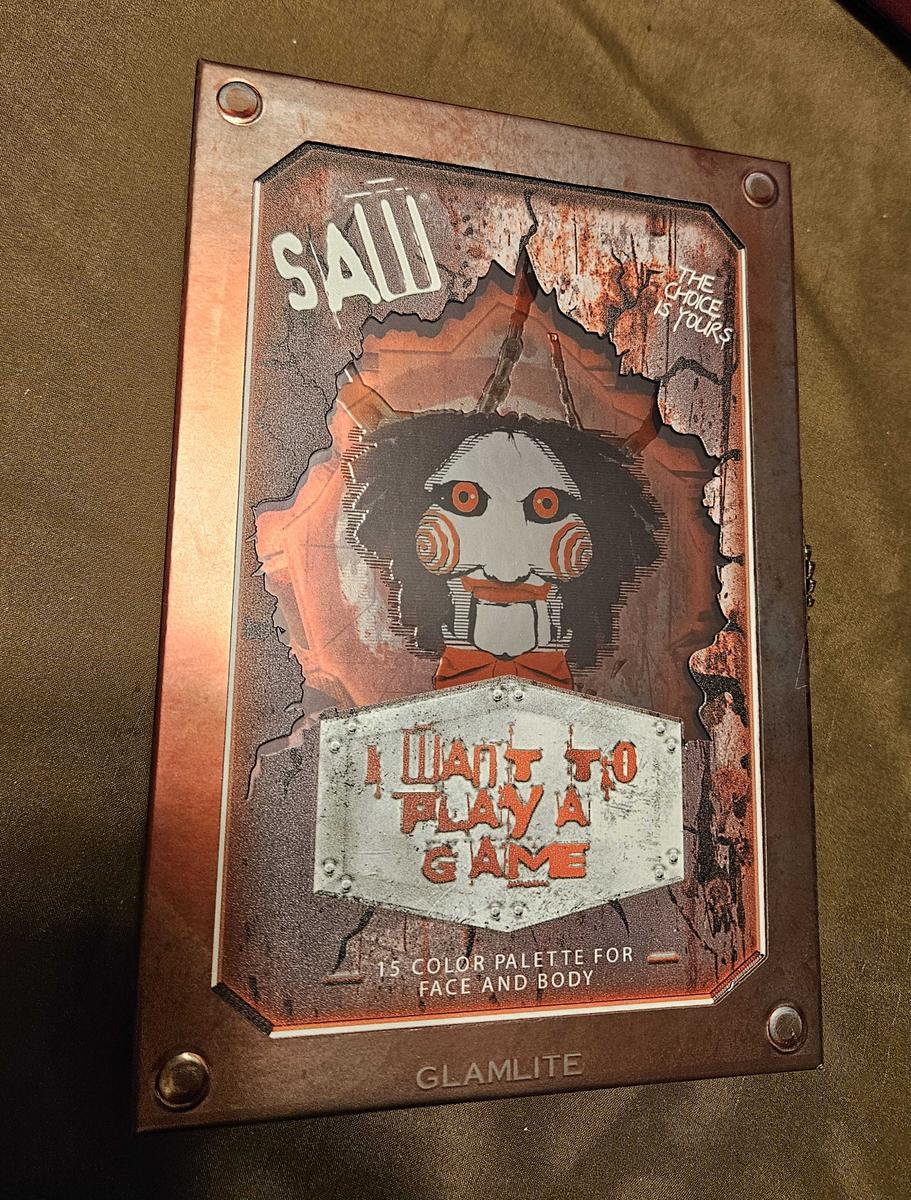 SAW
THE
CHOICE
IS YOURS
I WANT TO
PLAY A
GAME
15 COLOR PALETTE FOR
FACE AND BODY
GLAMLITE